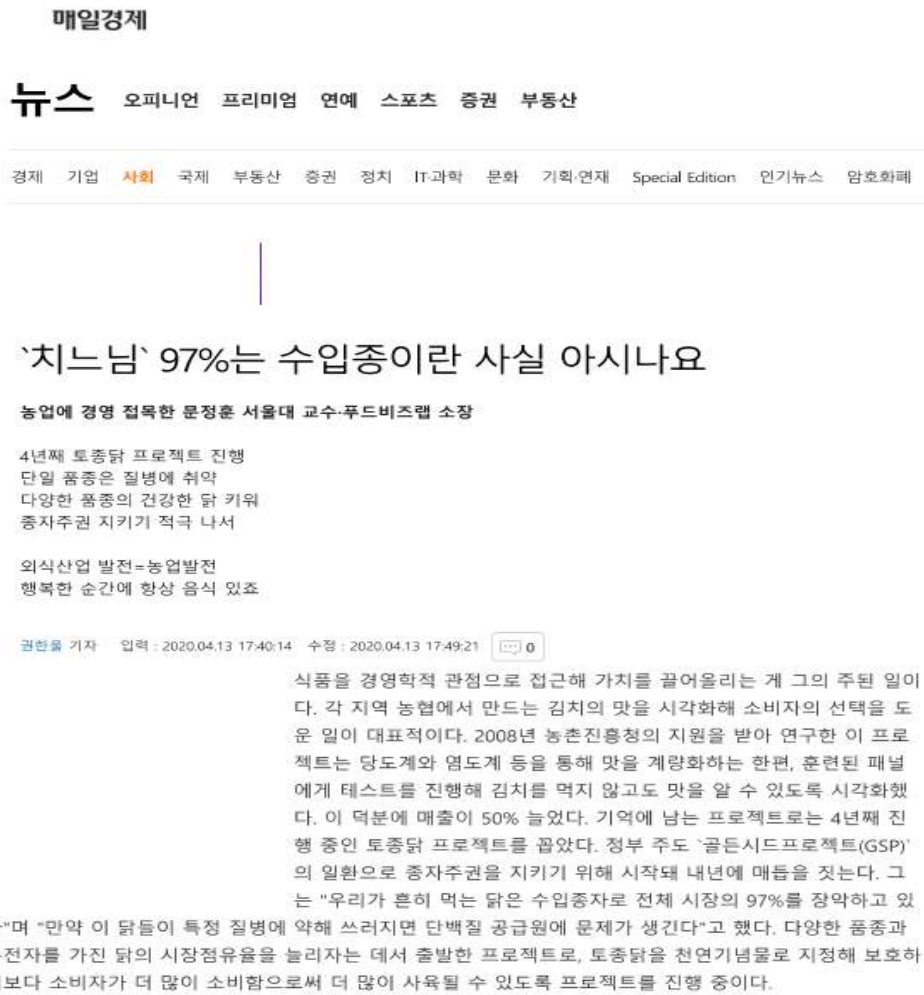 매일경제
뉴스 오피니언 프리미엄 연예 스포츠 증권 부동산
경제 기업 사회 국제 부동산 증권 정치 IT·과학 문화 기획·연재 Special Edition 인기뉴스 암호화폐
`치느님` 97%는 수입종이란 사실 아시나요
농업에 경영 접목한 문정훈 서울대 교수·푸드비즈랩 소장
4년째 토종닭 프로젝트 진행
단일 품종은 질병에 취약
다양한 품종의 건강한 닭 키워
종자주권 지키기 적극 나서
외식산업 발전=농업발전
행복한 순간에 항상 음식 있죠
권한울 기자 입력 : 2020.04.13 17:40:14 수정 : 2020.04.13 17:49:21 0
식품을 경영학적 관점으로 접근해 가치를 끌어올리는 게 그의 주된 일이
다. 각 지역 농협에서 만드는 김치의 맛을 시각화해 소비자의 선택을 도
운 일이 대표적이다. 2008년 농촌진흥청의 지원을 받아 연구한 이 프로
젝트는 당도계와 염도계 등을 통해 맛을 계량화하는 한편, 훈련된 패널
에게 테스트를 진행해 김치를 먹지 않고도 맛을 알 수 있도록 시각화했
다. 이 덕분에 매출이 50% 늘었다. 기억에 남는 프로젝트로는 4년째 진
행 중인 토종닭 프로젝트를 꼽았다. 정부 주도 `골든시드프로젝트(GSP)`
의 일환으로 종자주권을 지키기 위해 시작돼 내년에 매듭을 짓는다. 그
는 "우리가 흔히 먹는 닭은 수입종자로 전체 시장의 97%를 장악하고 있
"며 "만약 이 닭들이 특정 질병에 약해 쓰러지면 단백질 공급원에 문제가 생긴다"고 했다. 다양한 품종과
전자를 가진 닭의 시장점유율을 늘리자는 데서 출발한 프로젝트로, 토종닭을 천연기념물로 지정해 보호하
보다 소비자가 더 많이 소비함으로써 더 많이 사육될 수 있도록 프로젝트를 진행 중이다.